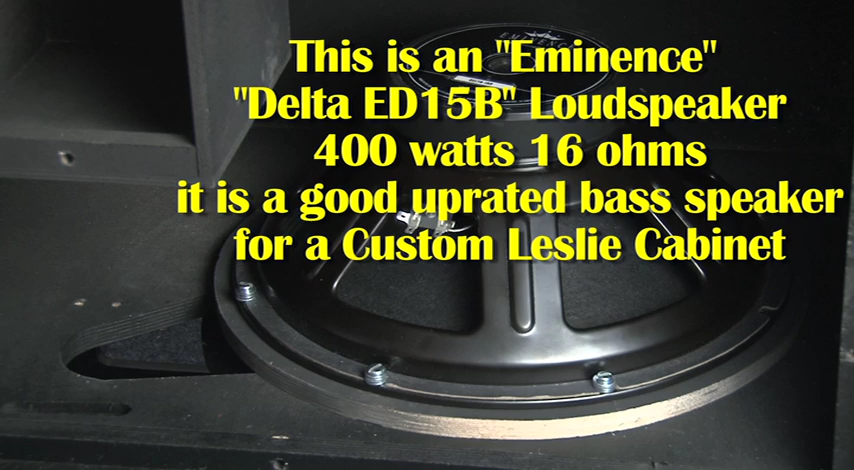 EMINENCE
This is an "Eminence"
"Delta ED15B" Loudspeaker
400 watts 16 ohms
it is a good uprated bass speaker
for a Custom Leslie Cabinet